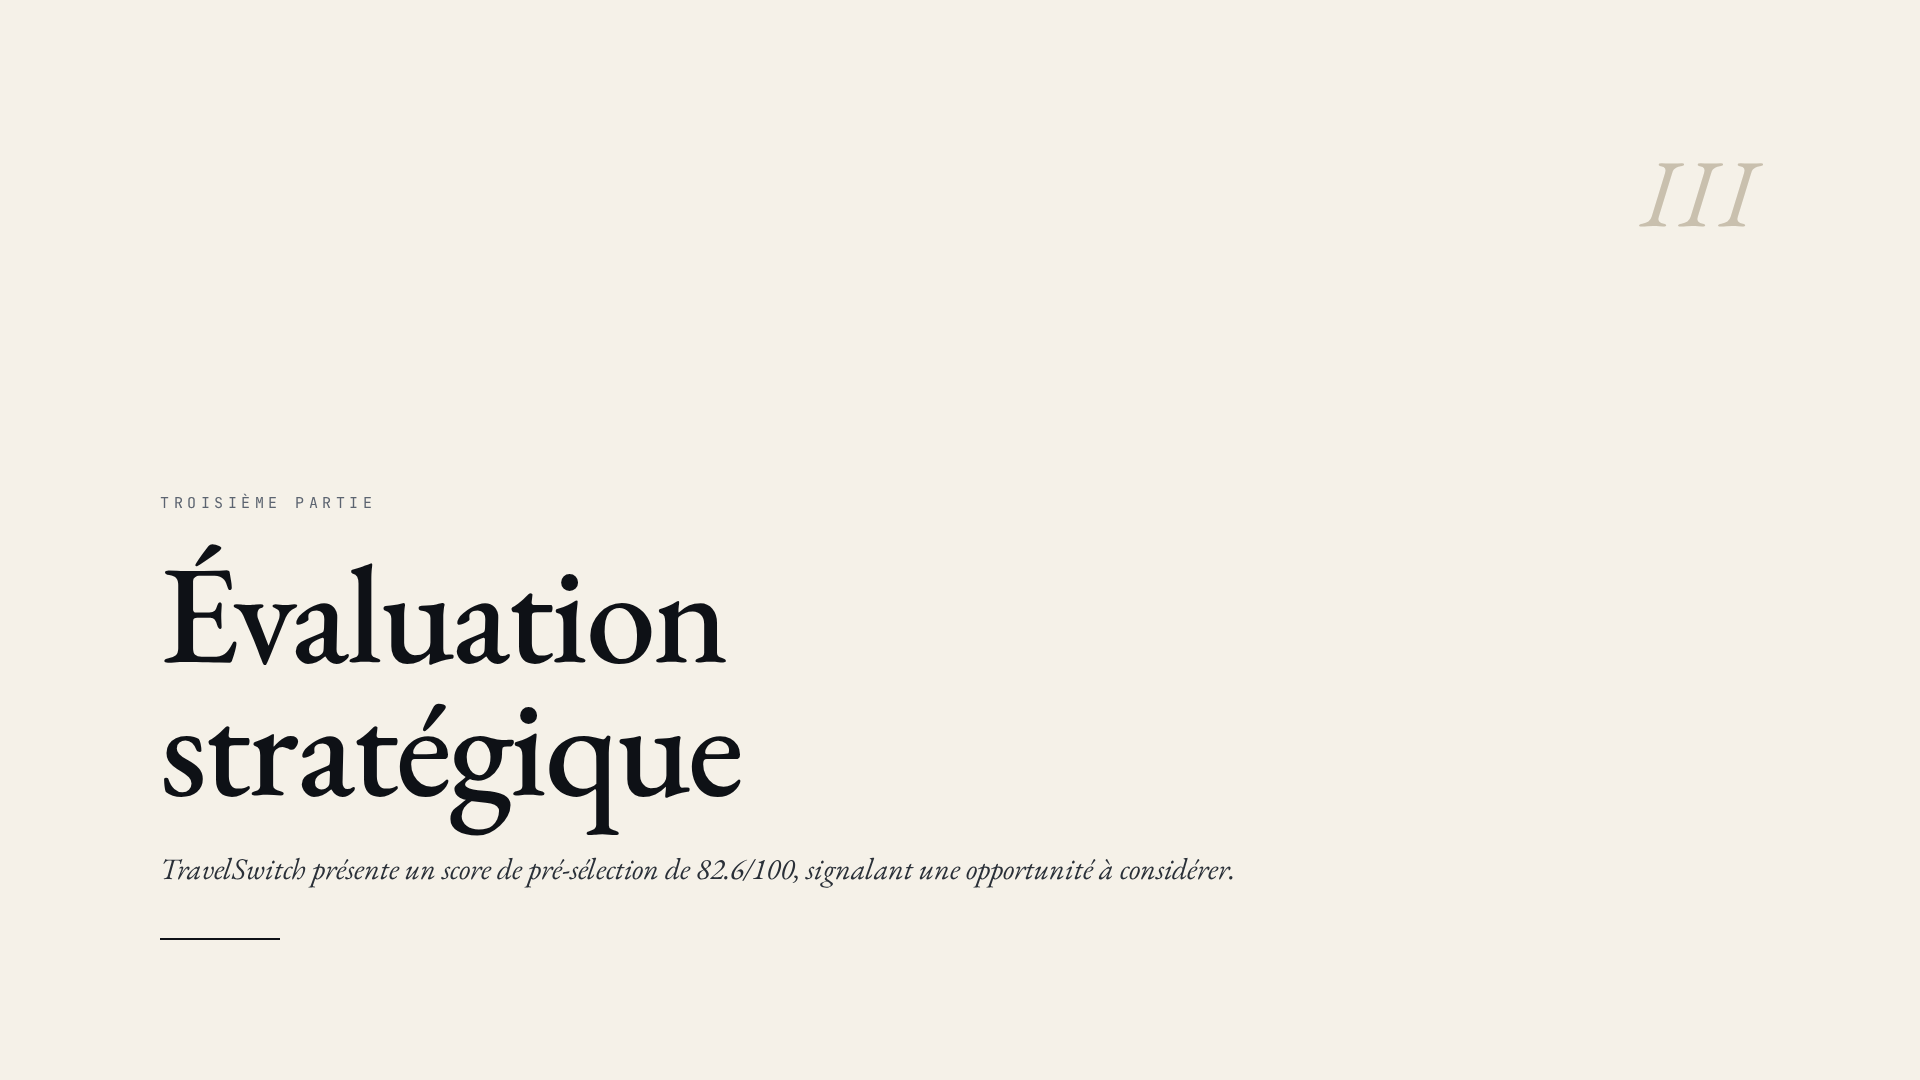 III
TROISIÈME PARTIE
Évaluation
stratégique
TravelSwitch présente un score de pré-sélection de 82.6/100, signalant une opportunité à considérer.